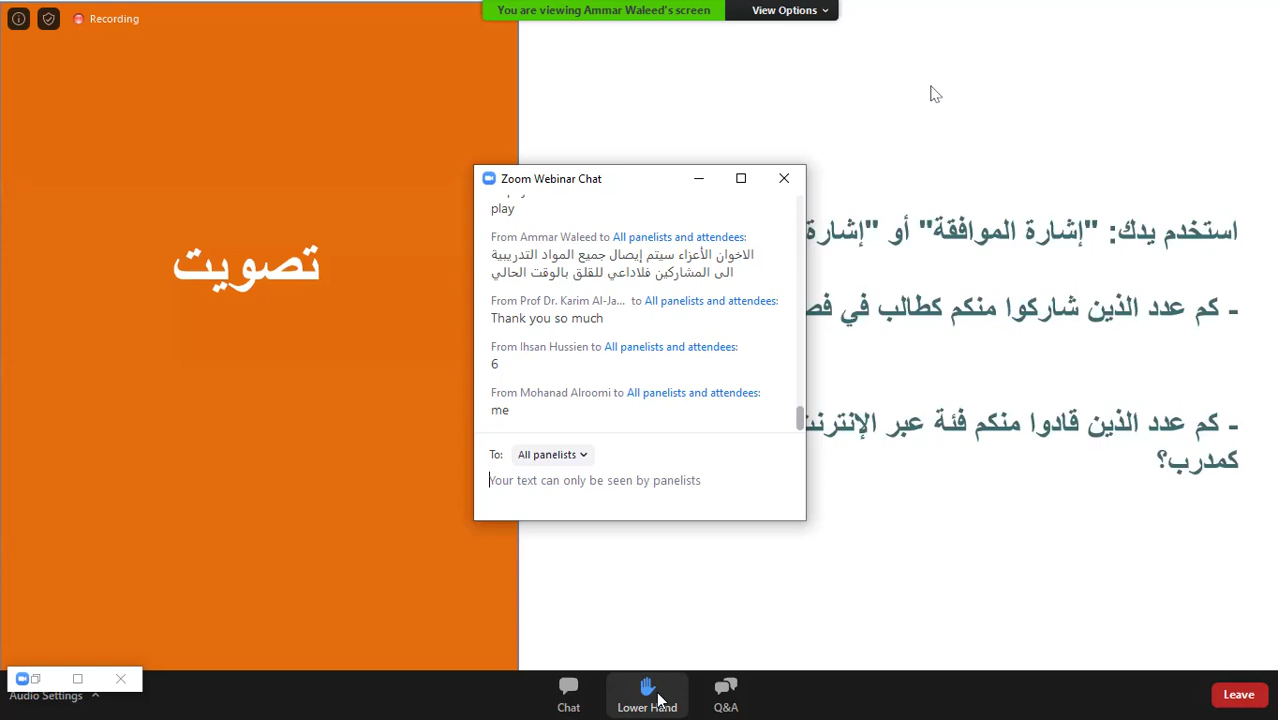 Recording
You are viewing Ammar Waleed's screen
View Options
تصويت
استخدم يدك: "إشارة الموافقة" أو "إشارة
- كم عدد الذين شاركوا منكم كطالب في
- كم عدد الذين قادوا منكم فئة عبر الإنترنت
كمدرب؟
Zoom Webinar Chat
play
From Ammar Waleed to All panelists and attendees:
الاخوان الأعزاء سيتم إيصال جميع المواد التدريبية
الى المشاركين فلاداعي للقلق بالوقت الحالي
From Prof Dr. Karim Al-Ja... to All panelists and attendees:
Thank you so much
From Ihsan Hussien to All panelists and attendees:
6
From Mohanad Alroomi to All panelists and attendees:
me
To: All panelists
Your text can only be seen by panelists
Audio Settings
Chat
Lower Hand
Q&A
Leave